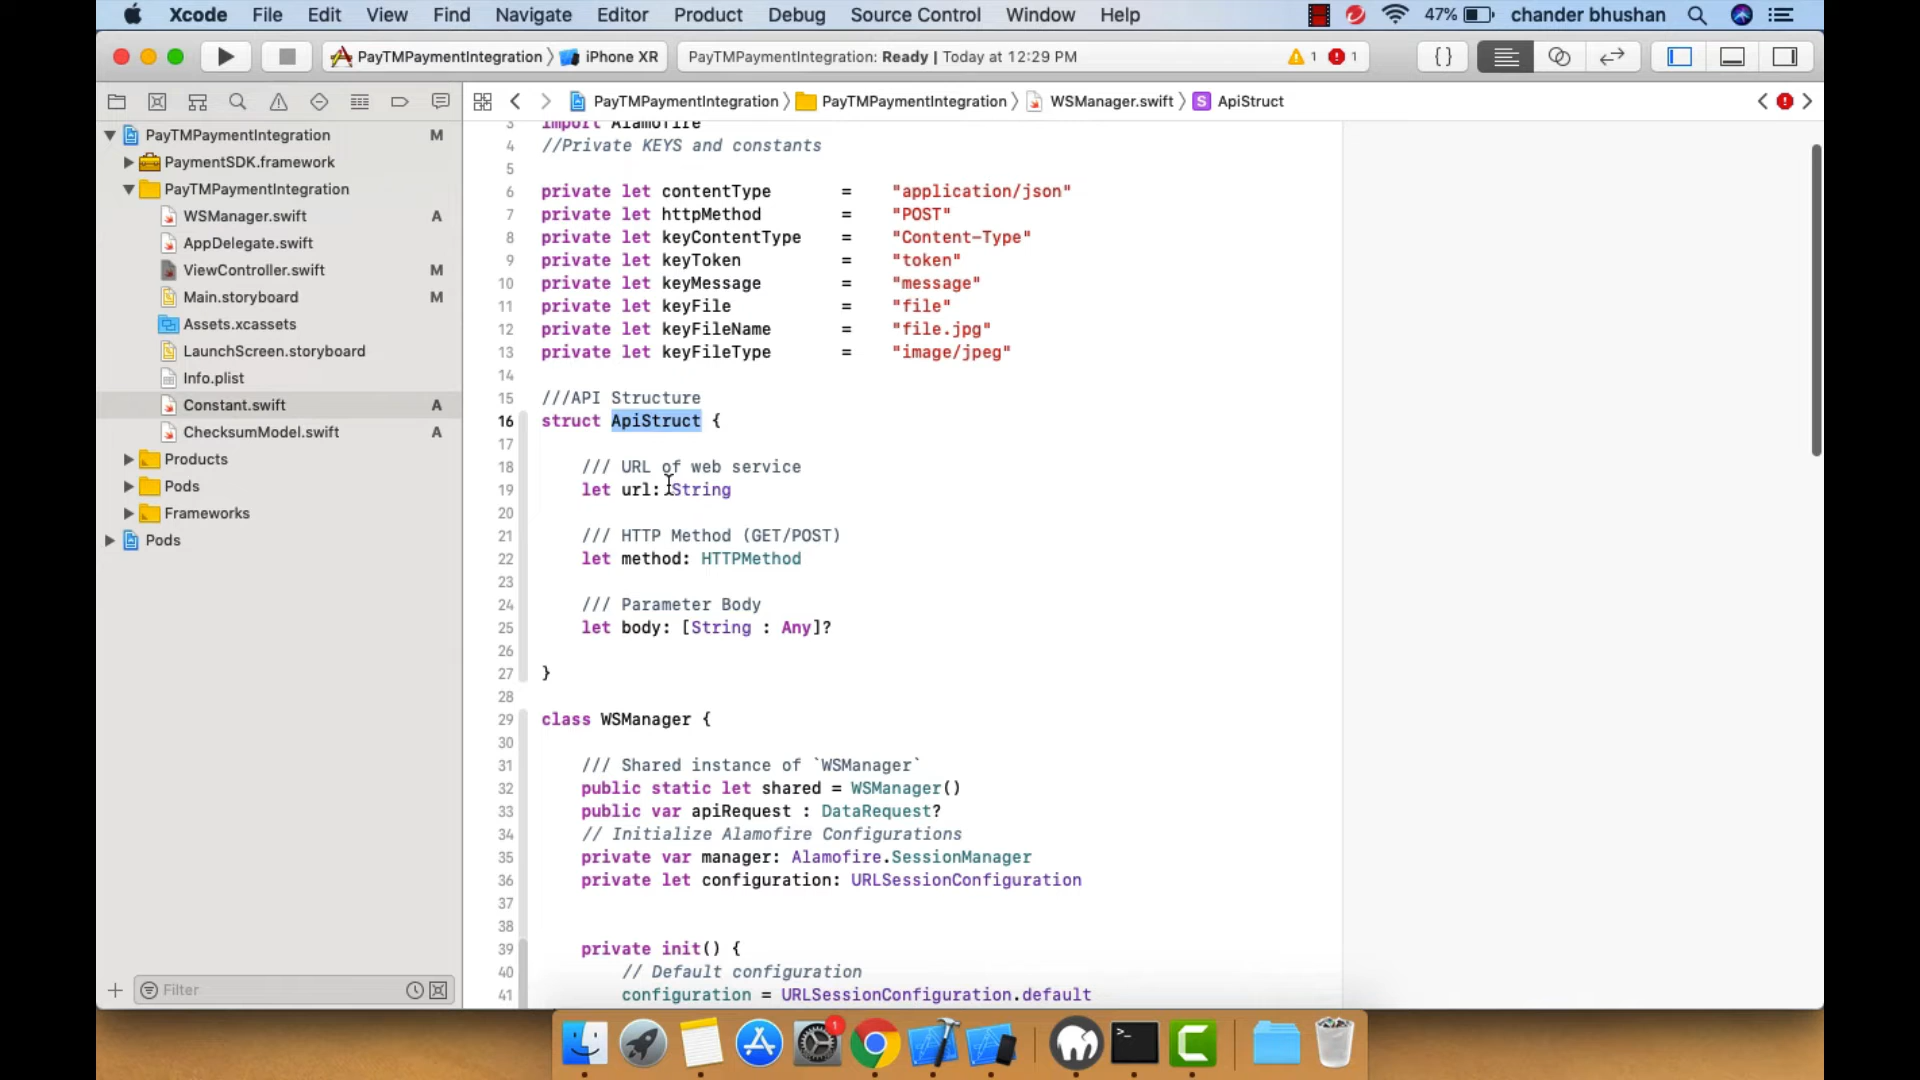 Xcode File Edit View Find Navigate Editor Product Debug Source Control Window Help 47% chander bhushan
PayTMPaymentIntegration iPhone XR PayTMPaymentIntegration: Ready | Today at 12:29 PM 1 1 {}
PayTMPaymentIntegration PayTMPaymentIntegration WSManager.swift S ApiStruct
PayTMPaymentIntegration M
PaymentSDK.framework
PayTMPaymentIntegration
WSManager.swift A
AppDelegate.swift
ViewController.swift M
Main.storyboard M
Assets.xcassets
LaunchScreen.storyboard
Info.plist
Constant.swift A
ChecksumModel.swift A
Products
Pods
Frameworks
Pods
Filter
3 import Alamofire
4 //Private KEYS and constants
5
6 private let contentType = "application/json"
7 private let httpMethod = "POST"
8 private let keyContentType = "Content-Type"
9 private let keyToken = "token"
10 private let keyMessage = "message"
11 private let keyFile = "file"
12 private let keyFileName = "file.jpg"
13 private let keyFileType = "image/jpeg"
14
15 ///API Structure
16 struct ApiStruct {
17
18 /// URL of web service
19 let url: String
20
21 /// HTTP Method (GET/POST)
22 let method: HTTPMethod
23
24 /// Parameter Body
25 let body: [String : Any]?
26
27 }
28
29 class WSManager {
30
31 /// Shared instance of `WSManager`
32 public static let shared = WSManager()
33 public var apiRequest : DataRequest?
34 // Initialize Alamofire Configurations
35 private var manager: Alamofire.SessionManager
36 private let configuration: URLSessionConfiguration
37
38
39 private init() {
40 // Default configuration
41 configuration = URLSessionConfiguration.default
1